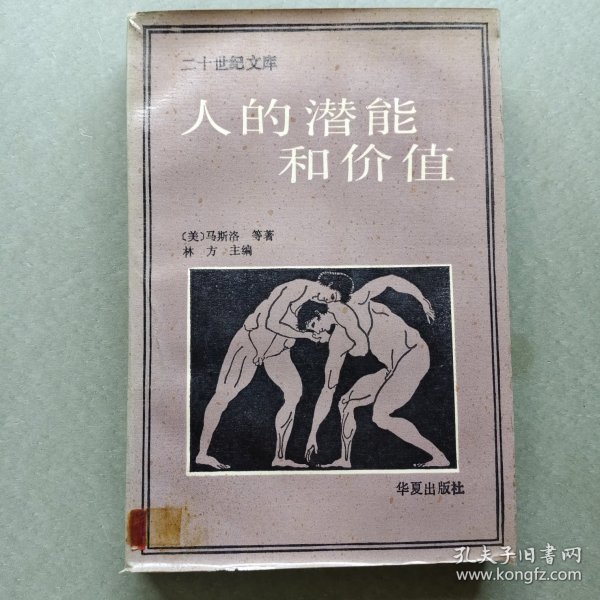 二十世纪文库
人的潜能
和价值
〔美〕马斯洛 等著
林 方 主编
华夏出版社
孔夫子旧书网
www.kongfz.com